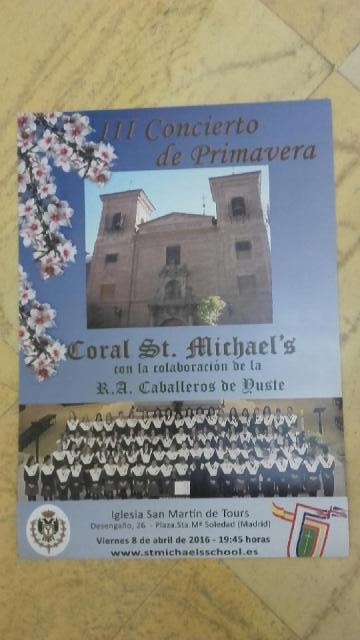 III Concierto
de Primavera
Coral St. Michael's
con la colaboración de la
R.A. Caballeros de Yuste
Iglesia San Martín de Tours
Desengaño, 26 - Plaza.Sta.Mª Soledad (Madrid)
Viernes 8 de abril de 2016 - 19:45 horas
www.stmichaelsschool.es